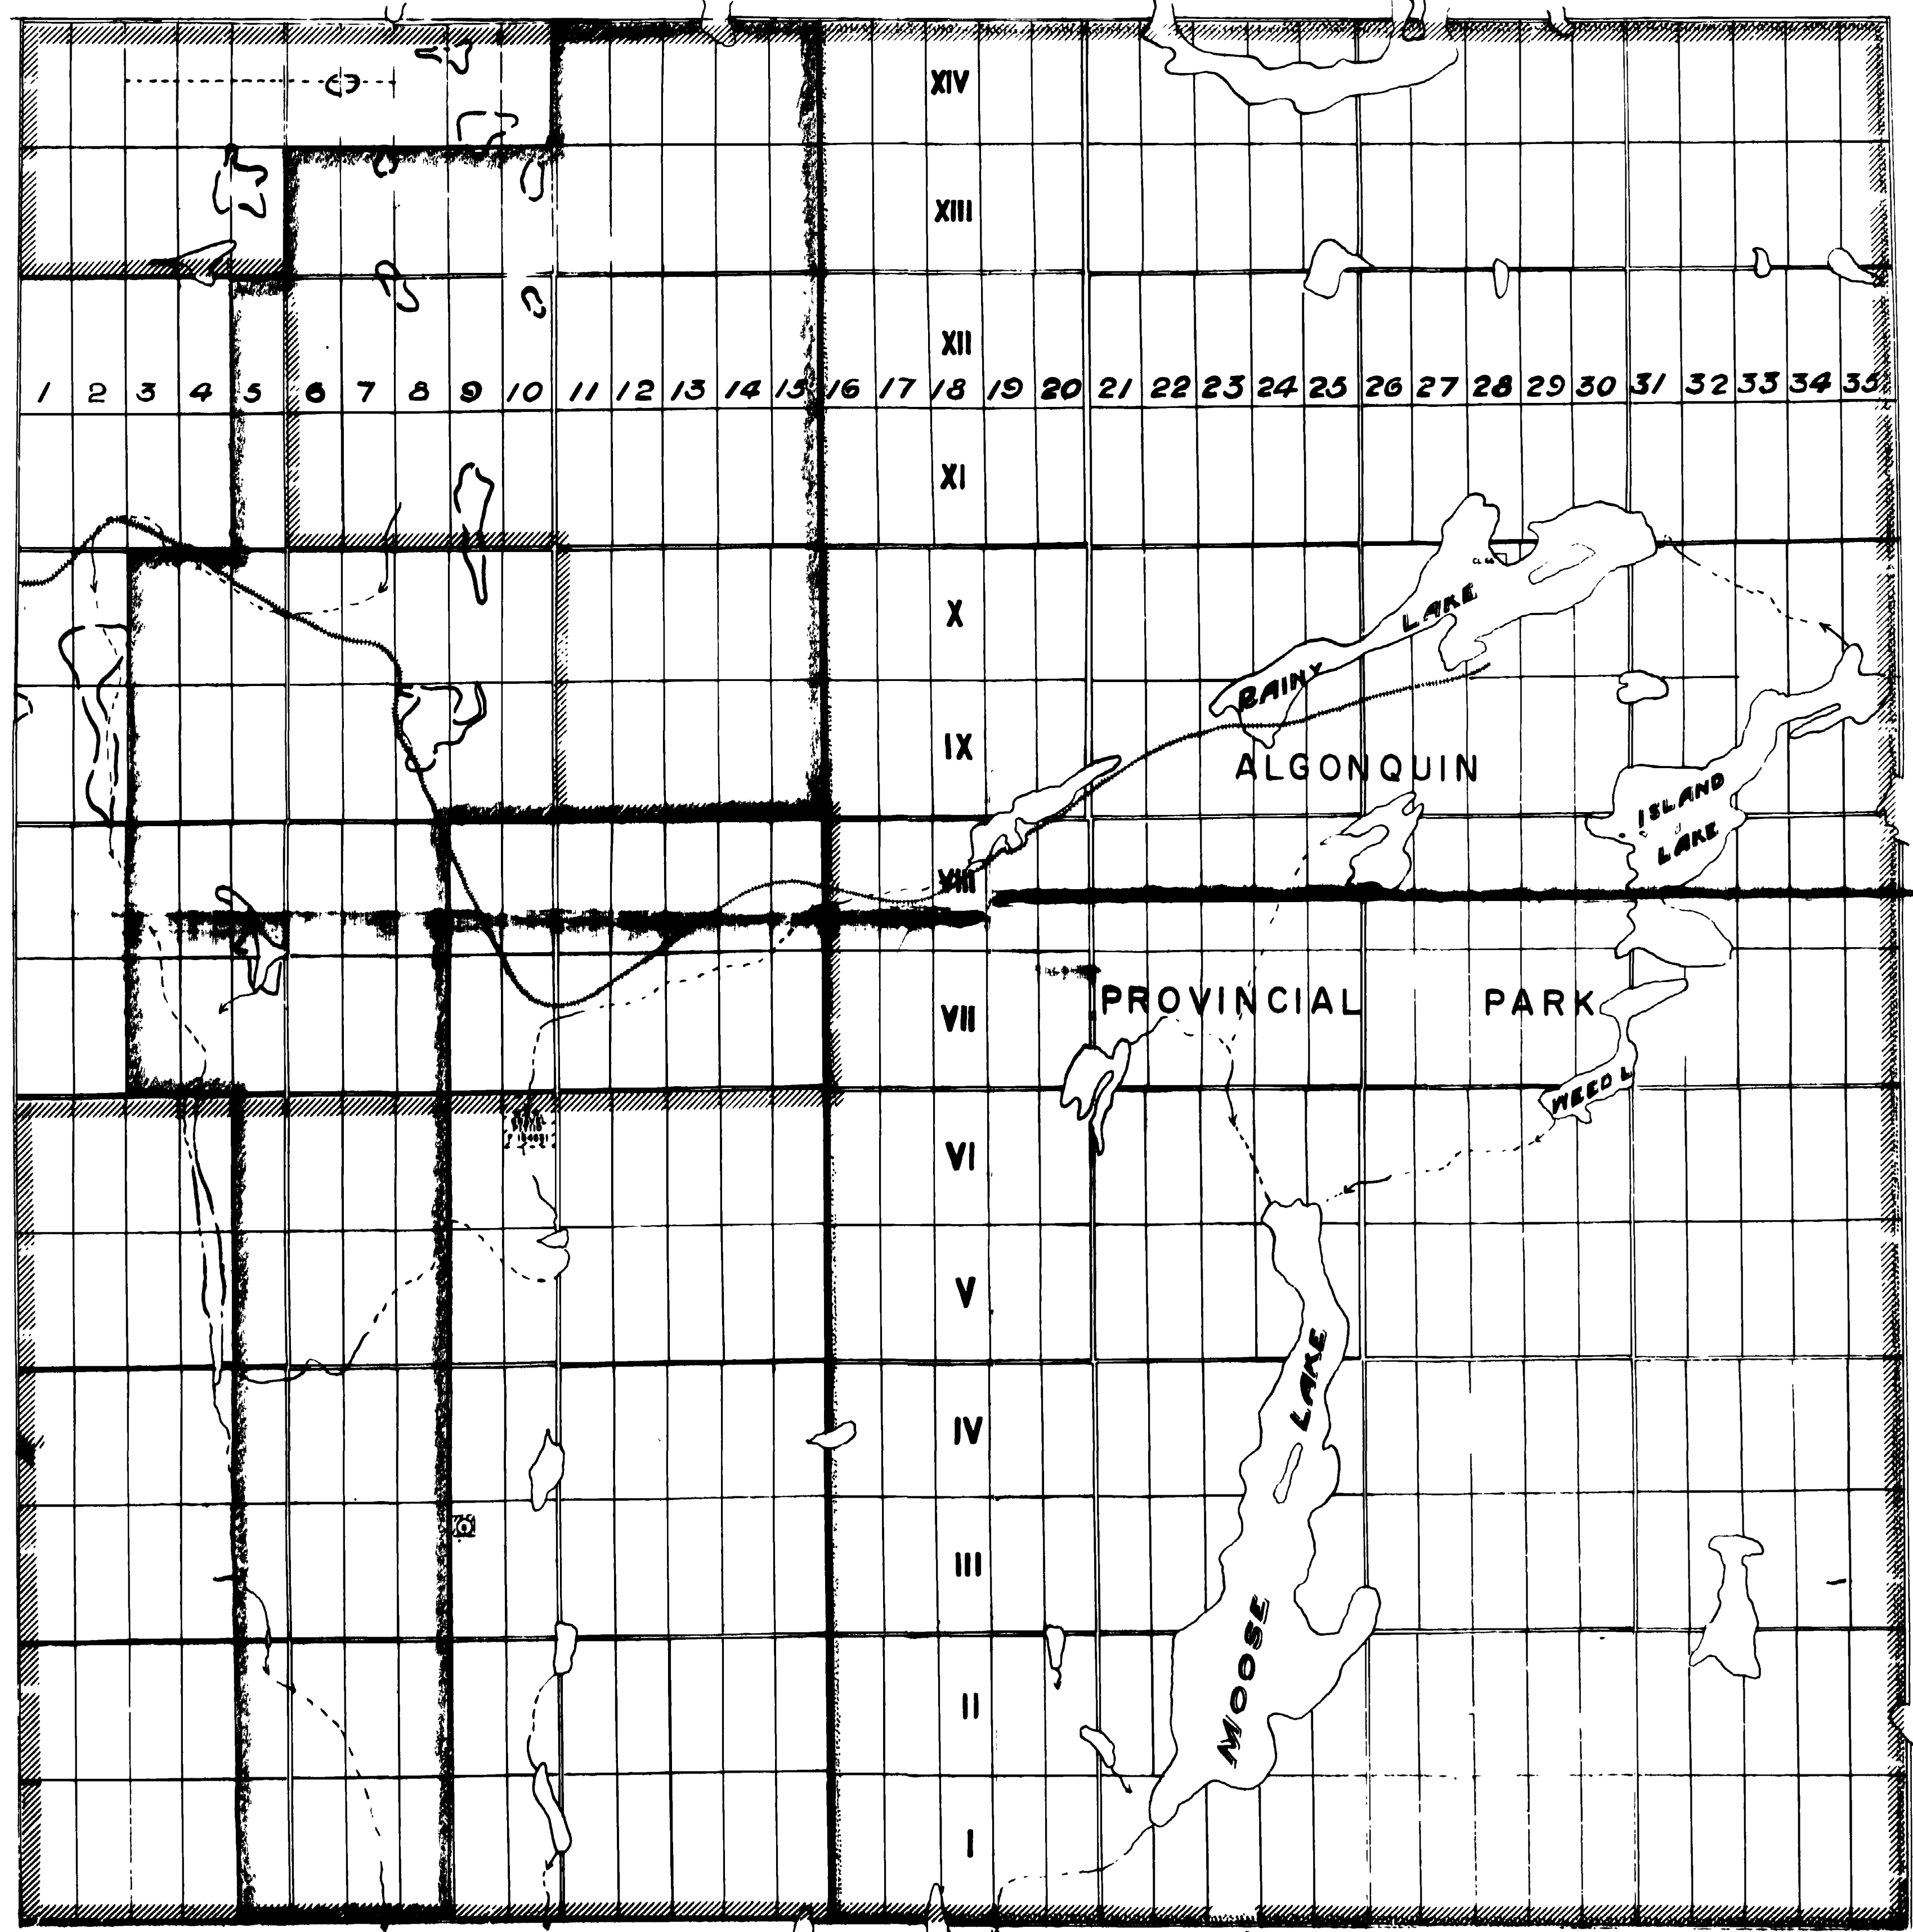 XIV
XIII
XII
1 2 3 4 5 6 7 8 9 10 11 12 13 14 15 16 17 18 19 20 21 22 23 24 25 26 27 28 29 30 31 32 33 34 35
XI
CL 66
X
RAINY LAKE
IX
ALGONQUIN
ISLAND
LAKE
VIII
VII
PROVINCIAL PARK
WEED L
VI
V
IV
III
MOOSE LAKE
II
I